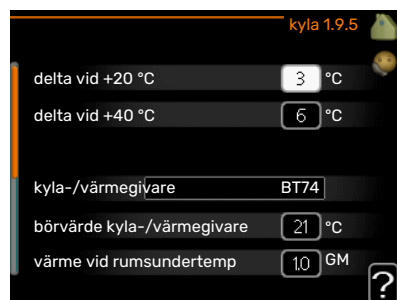 kyla 1.9.5
delta vid +20 °C 3 °C
delta vid +40 °C 6 °C
kyla-/värmegivare BT74
börvärde kyla-/värmegivare 21 °C
värme vid rumsundertemp 1.0 GM
?